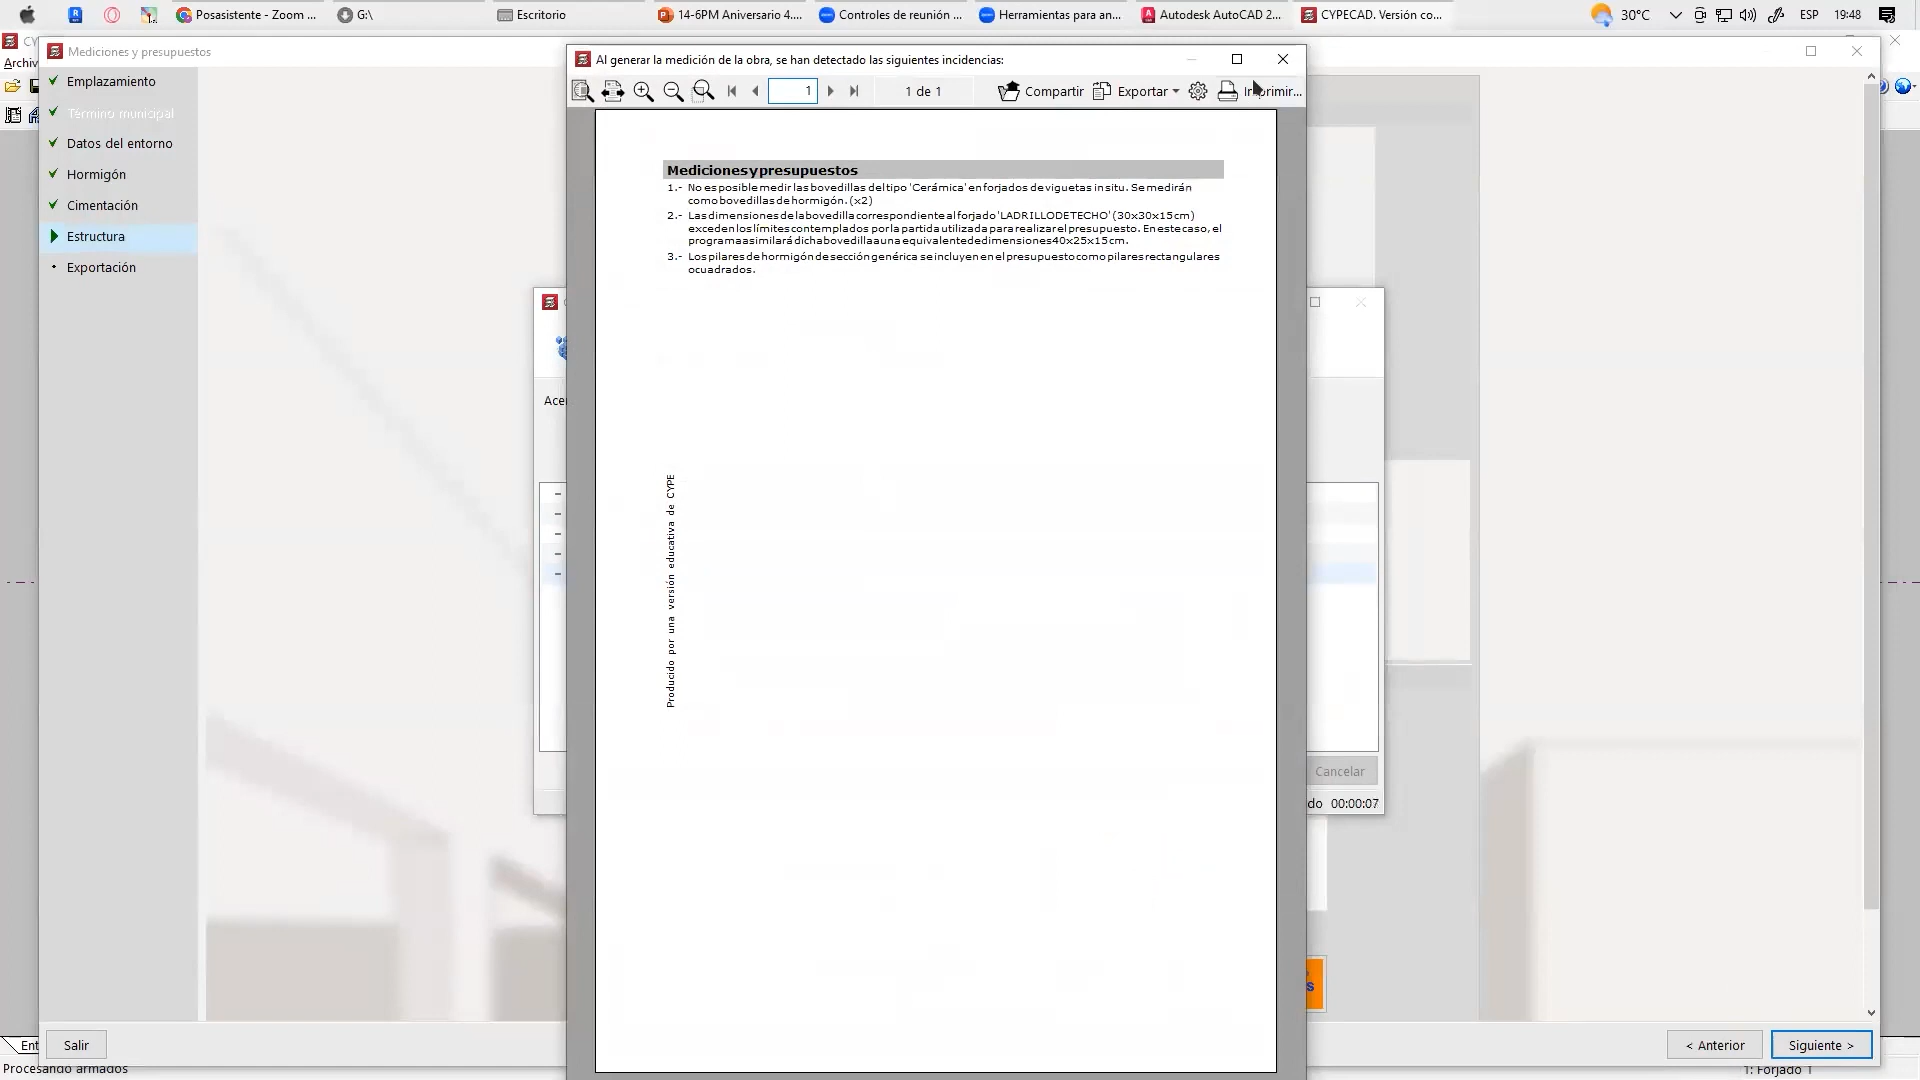 Posasistente - Zoom ...
G:\
Escritorio
14-6PM Aniversario 4....
Controles de reunión ...
Herramientas para an...
Autodesk AutoCAD 2...
CYPECAD. Versión co...
30°C
ESP
19:48
Archiv
Mediciones y presupuestos
Emplazamiento
Término municipal
Datos del entorno
Hormigón
Cimentación
Estructura
Exportación
Al generar la medición de la obra, se han detectado las siguientes incidencias:
1
1 de 1
Compartir
Exportar
Imprimir...
Mediciones y presupuestos
1.- No es posible medir las bovedillas del tipo 'Cerámica' en forjados de viguetas in situ. Se medirán
como bovedillas de hormigón. (x2)
2.- Las dimensiones de la bovedilla correspondiente al forjado 'LADRILLO DE TECHO' (30x30x15 cm)
exceden los límites contemplados por la partida utilizada para realizar el presupuesto. En este caso, el
programa asimilará dicha bovedilla a una equivalente de dimensiones 40x25x15 cm.
3.- Los pilares de hormigón de sección genérica se incluyen en el presupuesto como pilares rectangulares
o cuadrados.
Producido por una versión educativa de CYPE
Acer
Cancelar
do 00:00:07
Salir
< Anterior
Siguiente >
Ent
Procesando armados
1: Forjado 1